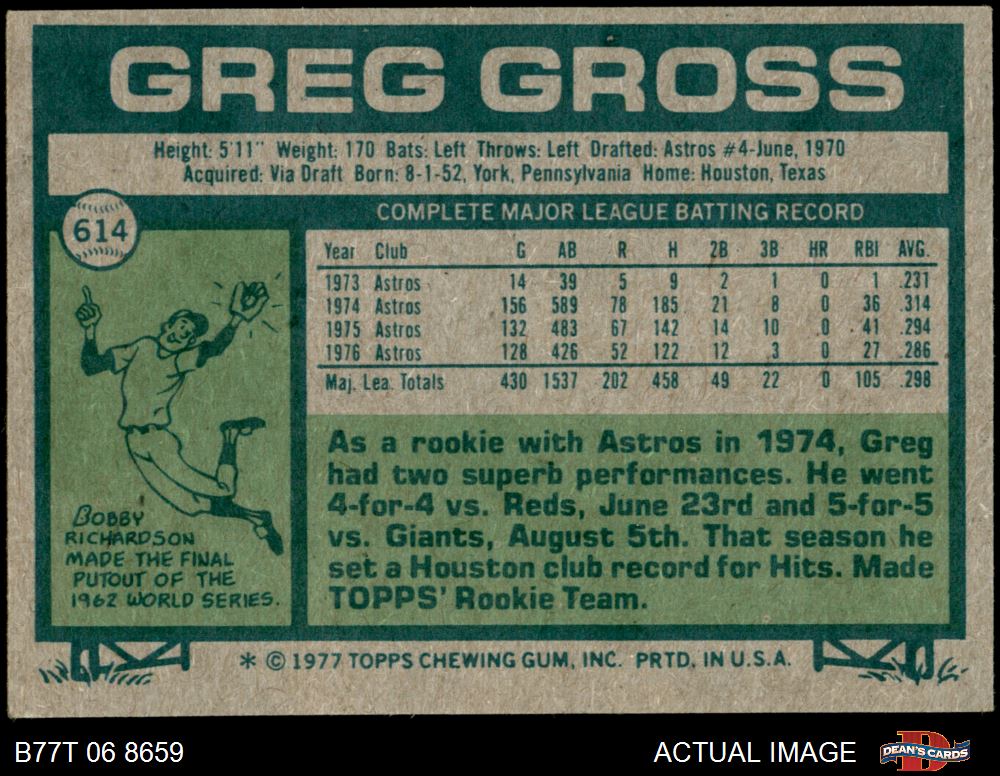 GREG GROSS
Height: 5'11" Weight: 170 Bats: Left Throws: Left Drafted: Astros #4-June, 1970
Acquired: Via Draft Born: 8-1-52, York, Pennsylvania Home: Houston, Texas
614
COMPLETE MAJOR LEAGUE BATTING RECORD
Year Club G AB R H 2B 3B HR RBI AVG.
1973 Astros 14 39 5 9 2 1 0 1 .231
1974 Astros 156 589 78 185 21 8 0 36 .314
1975 Astros 132 483 67 142 14 10 0 41 .294
1976 Astros 128 426 52 122 12 3 0 27 .286
Maj. Lea. Totals 430 1537 202 458 49 22 0 105 .298
BOBBY
RICHARDSON
MADE THE FINAL
PUTOUT OF THE
1962 WORLD SERIES.
As a rookie with Astros in 1974, Greg
had two superb performances. He went
4-for-4 vs. Reds, June 23rd and 5-for-5
vs. Giants, August 5th. That season he
set a Houston club record for Hits. Made
TOPPS' Rookie Team.
* © 1977 TOPPS CHEWING GUM, INC. PRTD. IN U.S.A.
B77T 06 8659
ACTUAL IMAGE
D
DEAN'S CARDS